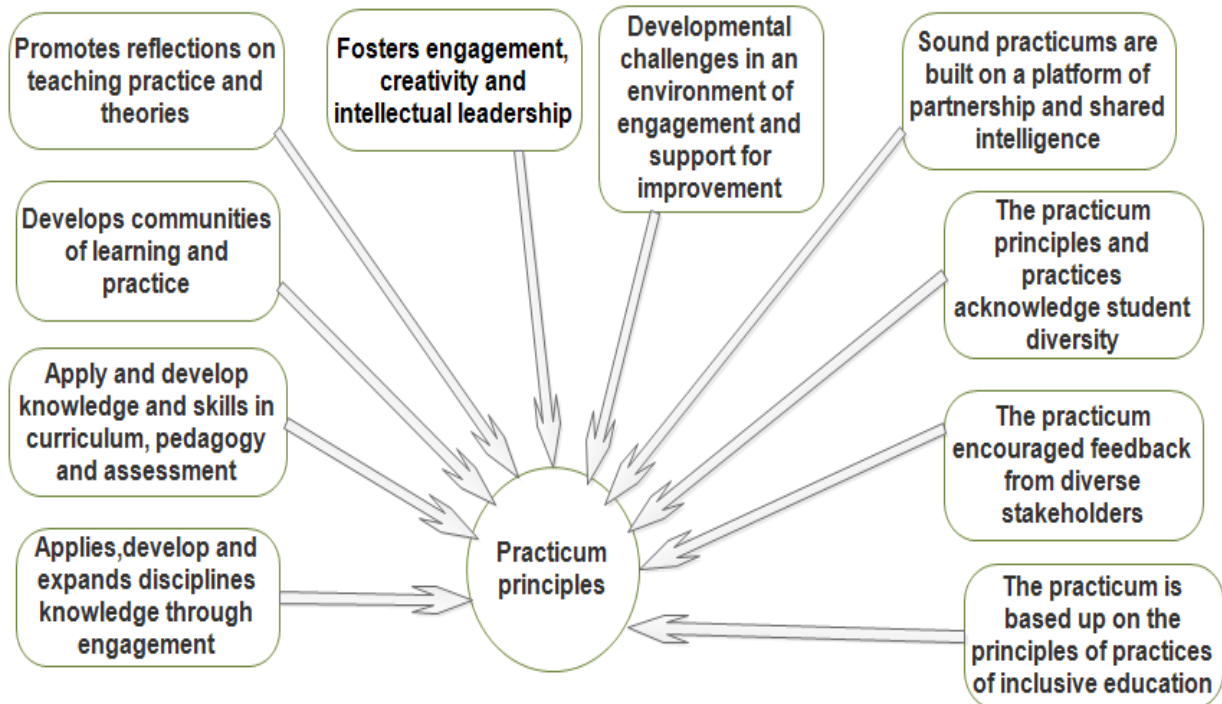 Promotes reflections on
teaching practice and
theories
Fosters engagement,
creativity and
intellectual leadership
Developmental
challenges in an
environment of
engagement and
support for
improvement
Sound practicums are
built on a platform of
partnership and shared
intelligence
Develops communities
of learning and
practice
The practicum
principles and
practices
acknowledge student
diversity
Apply and develop
knowledge and skills in
curriculum, pedagogy
and assessment
The practicum
encouraged feedback
from diverse
stakeholders
Applies,develop and
expands disciplines
knowledge through
engagement
Practicum
principles
The practicum is
based up on the
principles of practices
of inclusive education